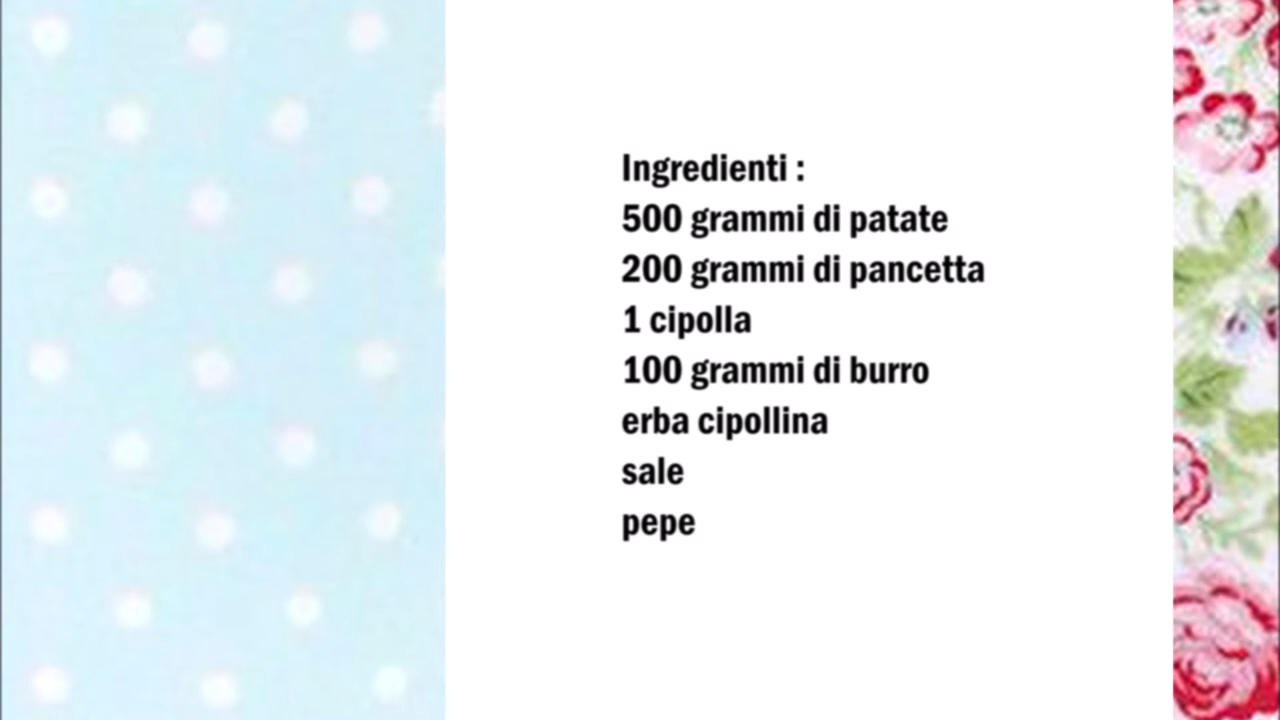 Ingredienti :
500 grammi di patate
200 grammi di pancetta
1 cipolla
100 grammi di burro
erba cipollina
sale
pepe